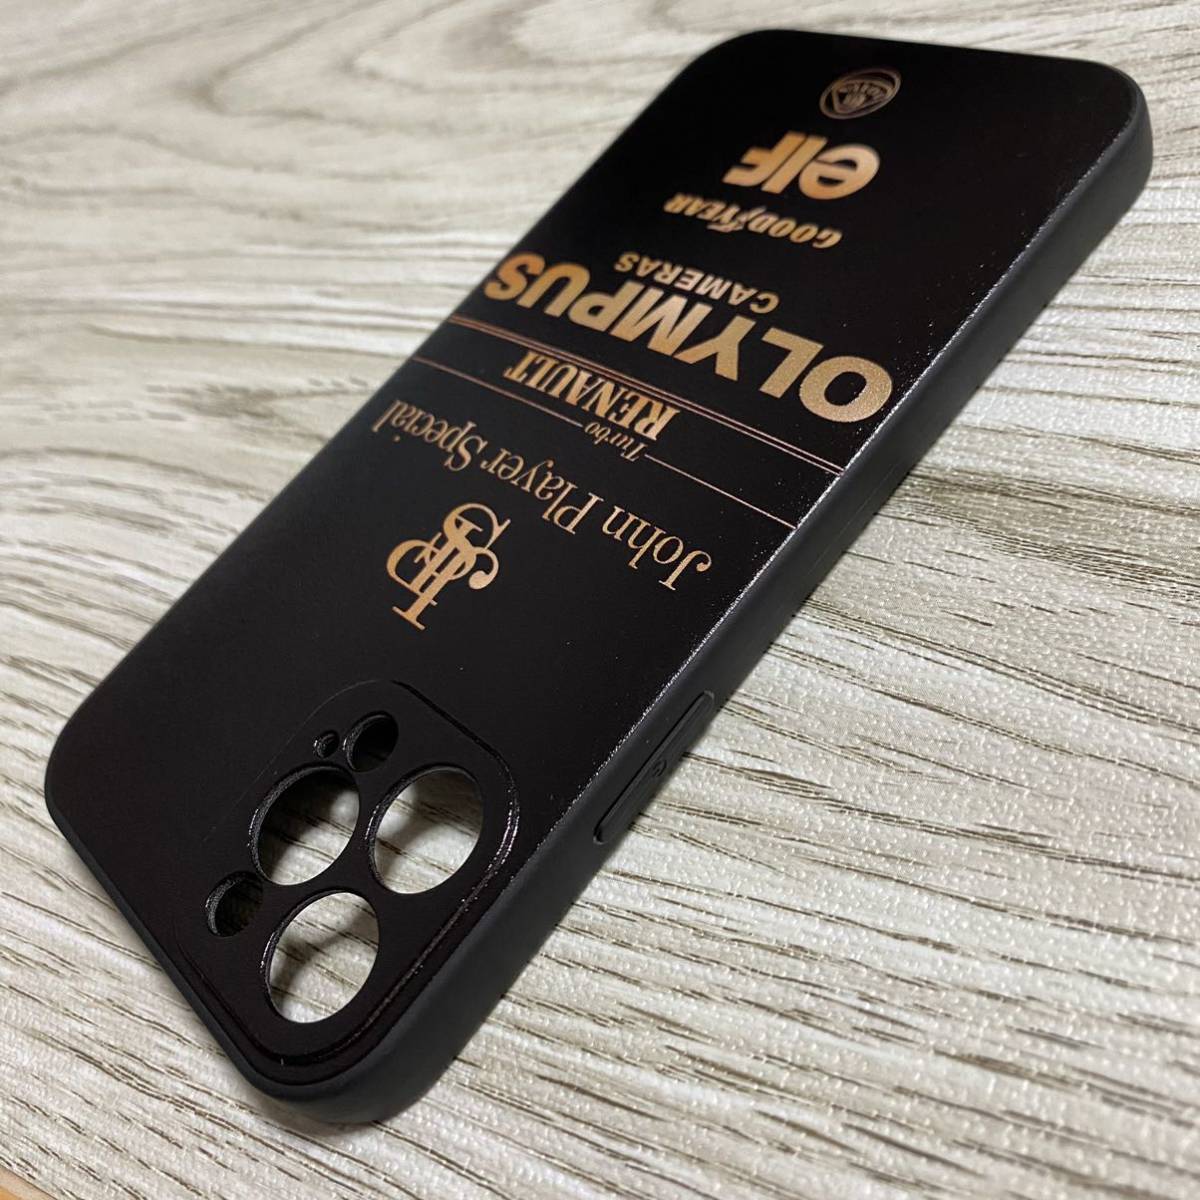 JPS
John Player Special
Turbo
RENAULT
OLYMPUS
CAMERAS
GOODYEAR
elf